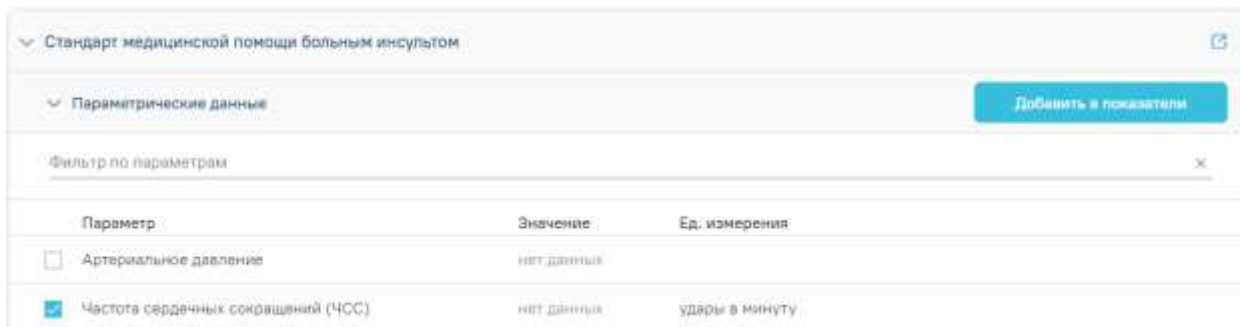 Стандарт медицинской помощи больным инсультом
Параметрические данные Добавить в показатели
Фильтр по параметрам
Параметр Значение Ед. измерения
Артериальное давление нет данных
Частота сердечных сокращений (ЧСС) нет данных удары в минуту